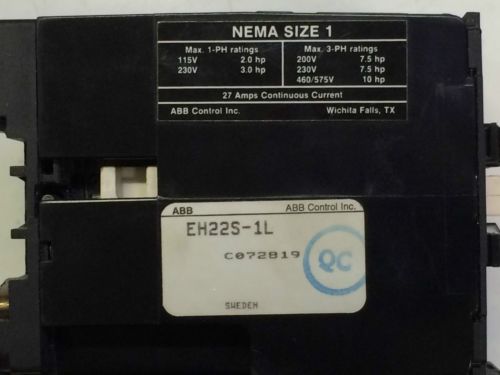 NEMA SIZE 1
Max. 1-PH ratings
115V 2.0 hp
230V 3.0 hp
Max. 3-PH ratings
200V 7.5 hp
230V 7.5 hp
460/575V 10 hp
27 Amps Continuous Current
ABB Control Inc. Wichita Falls, TX
ABB ABB Control Inc.
EH22S-1L
C072819
QC
SWEDEN